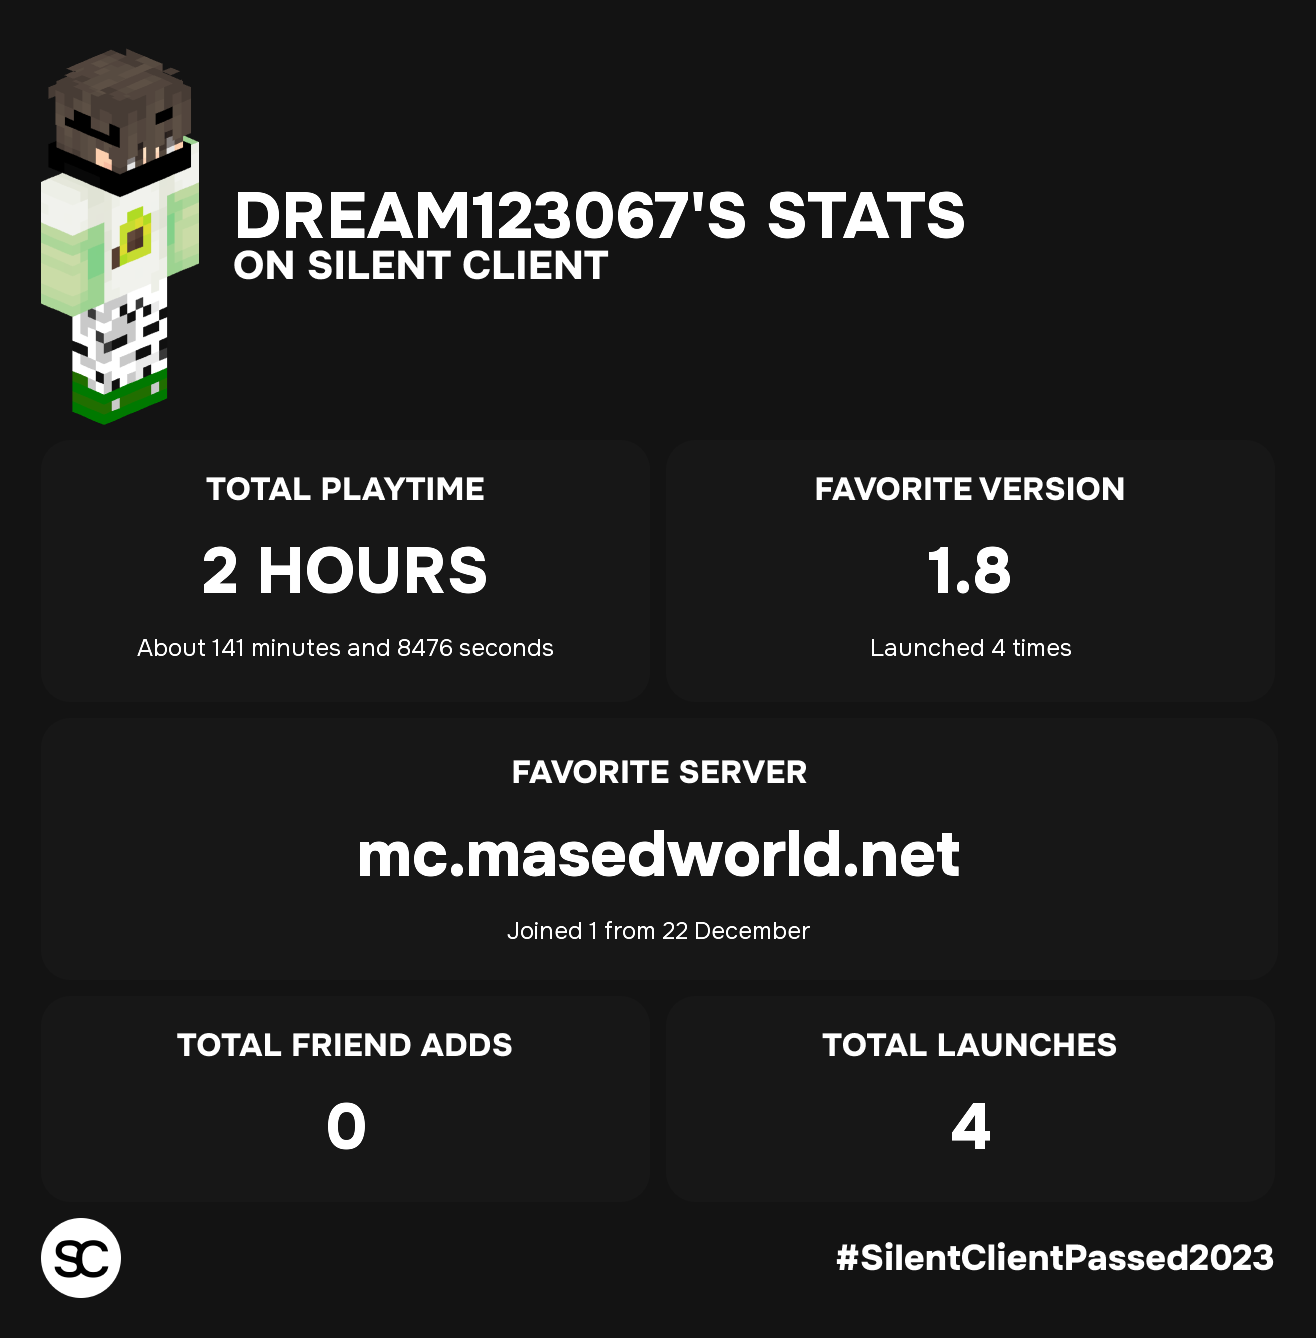 DREAM123067'S STATS
ON SILENT CLIENT
TOTAL PLAYTIME
2 HOURS
About 141 minutes and 8476 seconds
FAVORITE VERSION
1.8
Launched 4 times
FAVORITE SERVER
mc.masedworld.net
Joined 1 from 22 December
TOTAL FRIEND ADDS
0
TOTAL LAUNCHES
4
SC
#SilentClientPassed2023